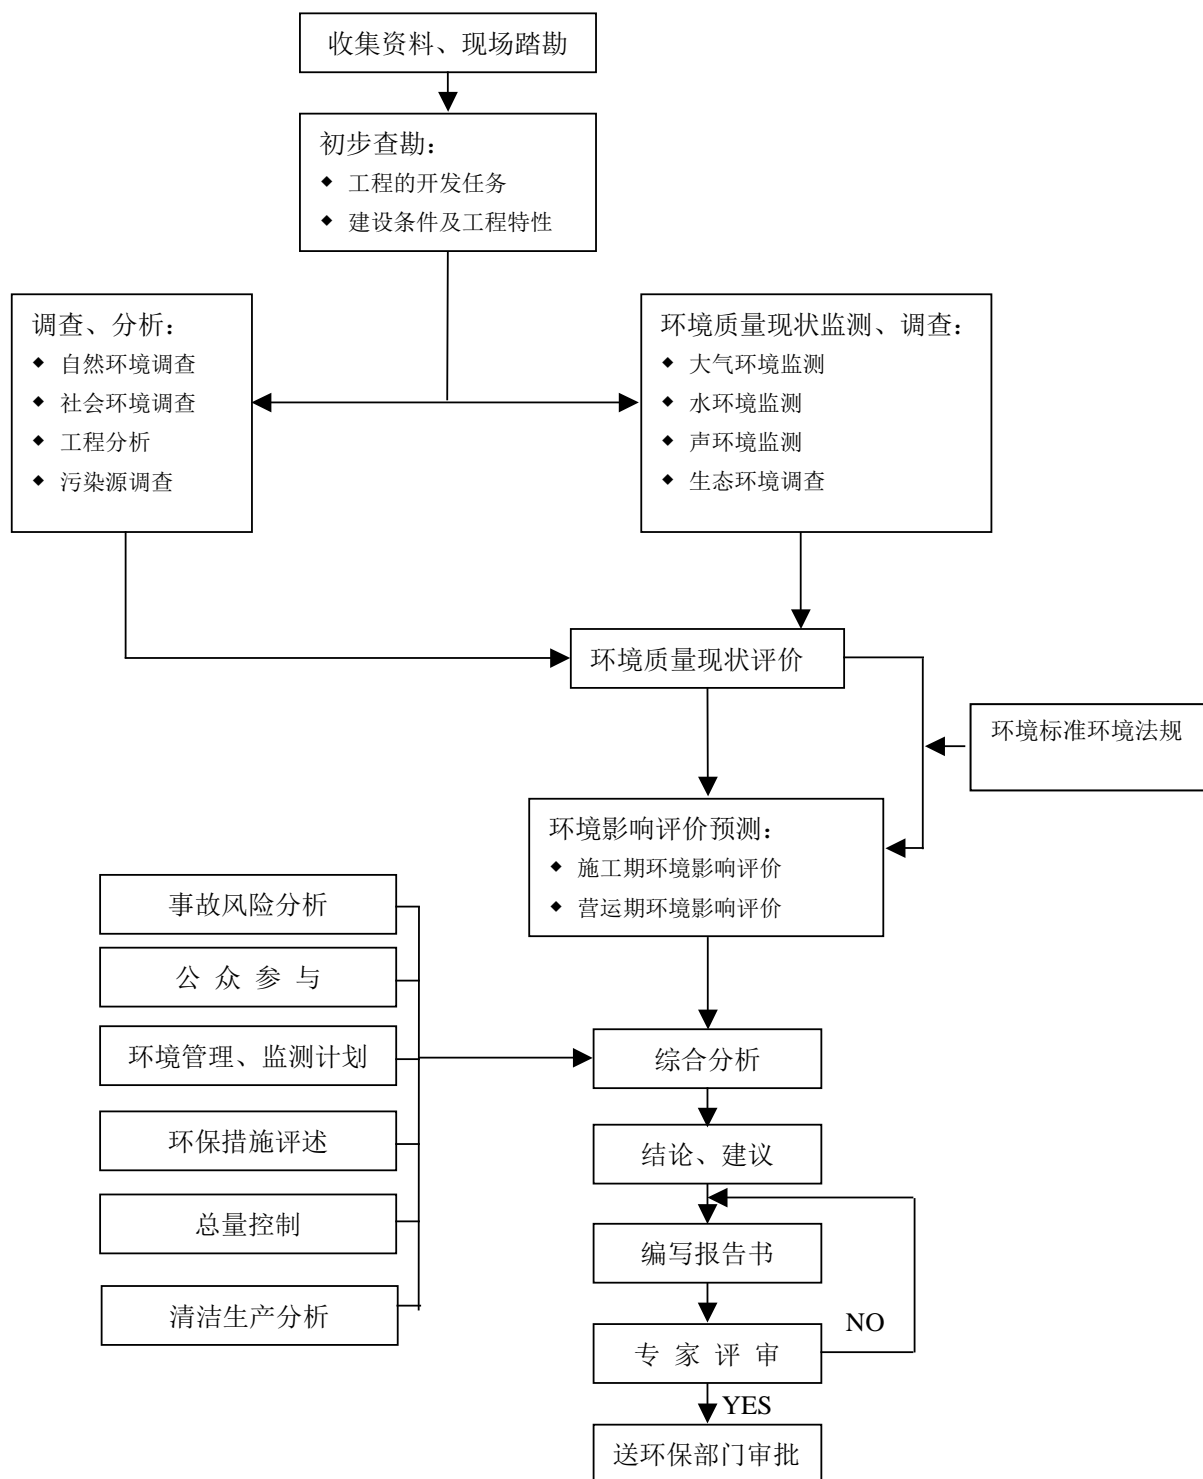 收集资料、现场踏勘
初步查勘：
◆ 工程的开发任务
◆ 建设条件及工程特性
调查、分析：
◆ 自然环境调查
◆ 社会环境调查
◆ 工程分析
◆ 污染源调查
环境质量现状监测、调查：
◆ 大气环境监测
◆ 水环境监测
◆ 声环境监测
◆ 生态环境调查
环境质量现状评价
环境标准环境法规
环境影响评价预测：
◆ 施工期环境影响评价
◆ 营运期环境影响评价
事故风险分析
公 众 参 与
环境管理、监测计划
环保措施评述
总量控制
清洁生产分析
综合分析
结论、建议
编写报告书
NO
专 家 评 审
YES
送环保部门审批